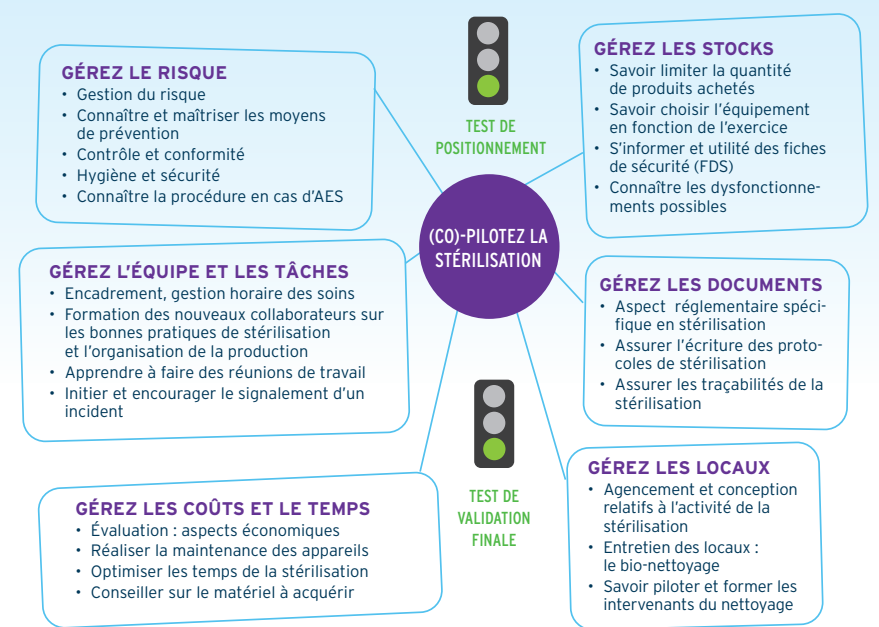 GÉREZ LE RISQUE
• Gestion du risque
• Connaître et maîtriser les moyens
de prévention
• Contrôle et conformité
• Hygiène et sécurité
• Connaître la procédure en cas d'AES
TEST DE
POSITIONNEMENT
GÉREZ LES STOCKS
• Savoir limiter la quantité
de produits achetés
• Savoir choisir l'équipement
en fonction de l'exercice
• S'informer et utilité des fiches
de sécurité (FDS)
• Connaître les dysfonctionne-
ments possibles
(CO)-PILOTEZ LA
STÉRILISATION
GÉREZ L'ÉQUIPE ET LES TÂCHES
• Encadrement, gestion horaire des soins
• Formation des nouveaux collaborateurs sur
les bonnes pratiques de stérilisation
et l'organisation de la production
• Apprendre à faire des réunions de travail
• Initier et encourager le signalement d'un
incident
GÉREZ LES DOCUMENTS
• Aspect réglementaire spéci-
fique en stérilisation
• Assurer l'écriture des proto-
coles de stérilisation
• Assurer les traçabilités de la
stérilisation
GÉREZ LES COÛTS ET LE TEMPS
• Évaluation : aspects économiques
• Réaliser la maintenance des appareils
• Optimiser les temps de la stérilisation
• Conseiller sur le matériel à acquérir
TEST DE
VALIDATION
FINALE
GÉREZ LES LOCAUX
• Agencement et conception
relatifs à l'activité de la
stérilisation
• Entretien des locaux :
le bio-nettoyage
• Savoir piloter et former les
intervenants du nettoyage